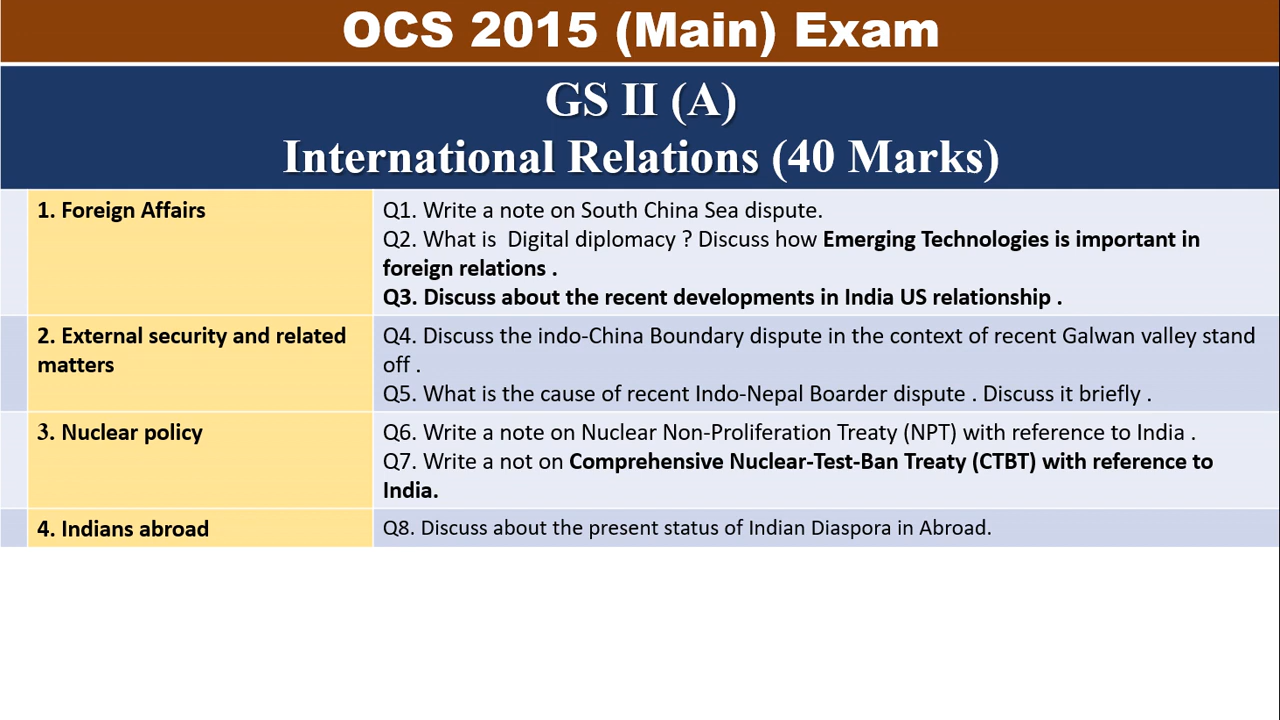 OCS 2015 (Main) Exam
GS II (A)
International Relations (40 Marks)
1. Foreign Affairs
Q1. Write a note on South China Sea dispute.
Q2. What is  Digital diplomacy ? Discuss how Emerging Technologies is important in
foreign relations .
Q3. Discuss about the recent developments in India US relationship .
2. External security and related
matters
Q4. Discuss the indo-China Boundary dispute in the context of recent Galwan valley stand
off .
Q5. What is the cause of recent Indo-Nepal Boarder dispute . Discuss it briefly .
3. Nuclear policy
Q6. Write a note on Nuclear Non-Proliferation Treaty (NPT) with reference to India .
Q7. Write a not on Comprehensive Nuclear-Test-Ban Treaty (CTBT) with reference to
India.
4. Indians abroad
Q8. Discuss about the present status of Indian Diaspora in Abroad.